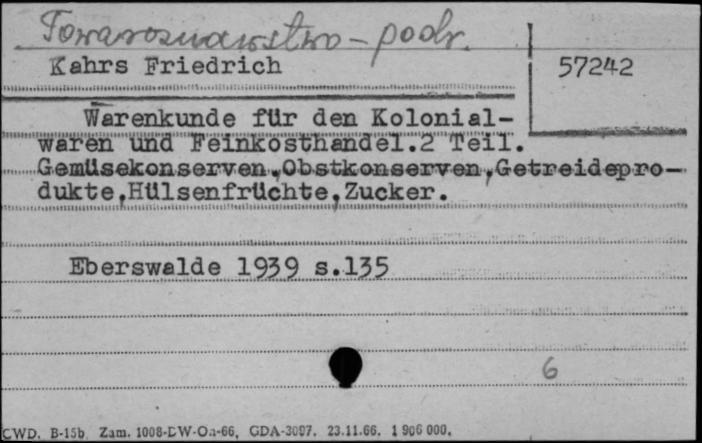 Towaroznawstwo - podr.
Kahrs Friedrich
57242
Warenkunde für den Kolonial-
waren und Feinkosthandel.2 Teil.
Gemüsekonserven,Obstkonserven,Getreidepro-
dukte,Hülsenfrüchte,Zucker.
Eberswalde 1939 s.135
6
CWD. B-15b. Zam. 1008-DW-Oa-66, GDA-3097. 23.11.66. 1 906 000.